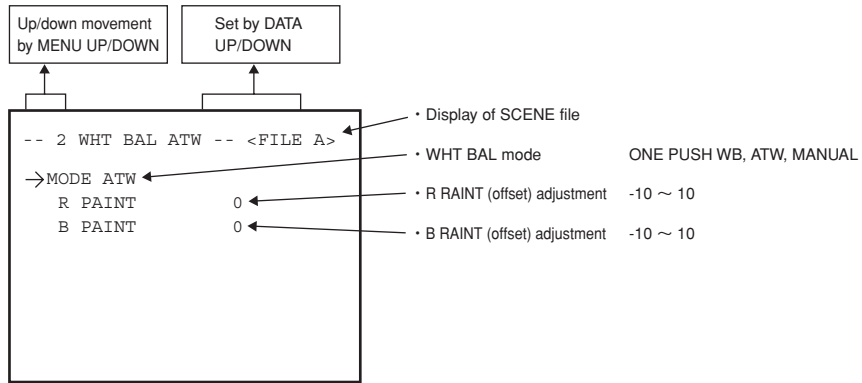 Up/down movement
by MENU UP/DOWN
Set by DATA
UP/DOWN
-- 2 WHT BAL ATW -- <FILE A>
→MODE ATW
R PAINT 0
B PAINT 0
・Display of SCENE file
・WHT BAL mode ONE PUSH WB, ATW, MANUAL
・R RAINT (offset) adjustment -10 ~ 10
・B RAINT (offset) adjustment -10 ~ 10